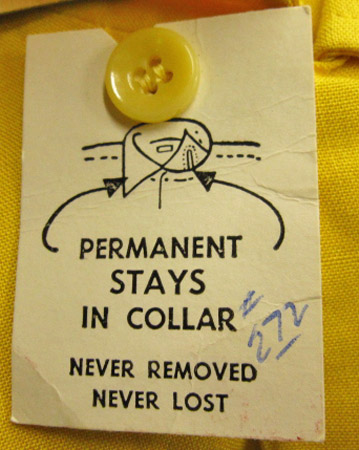 PERMANENT
STAYS
IN COLLAR
# 272
NEVER REMOVED
NEVER LOST